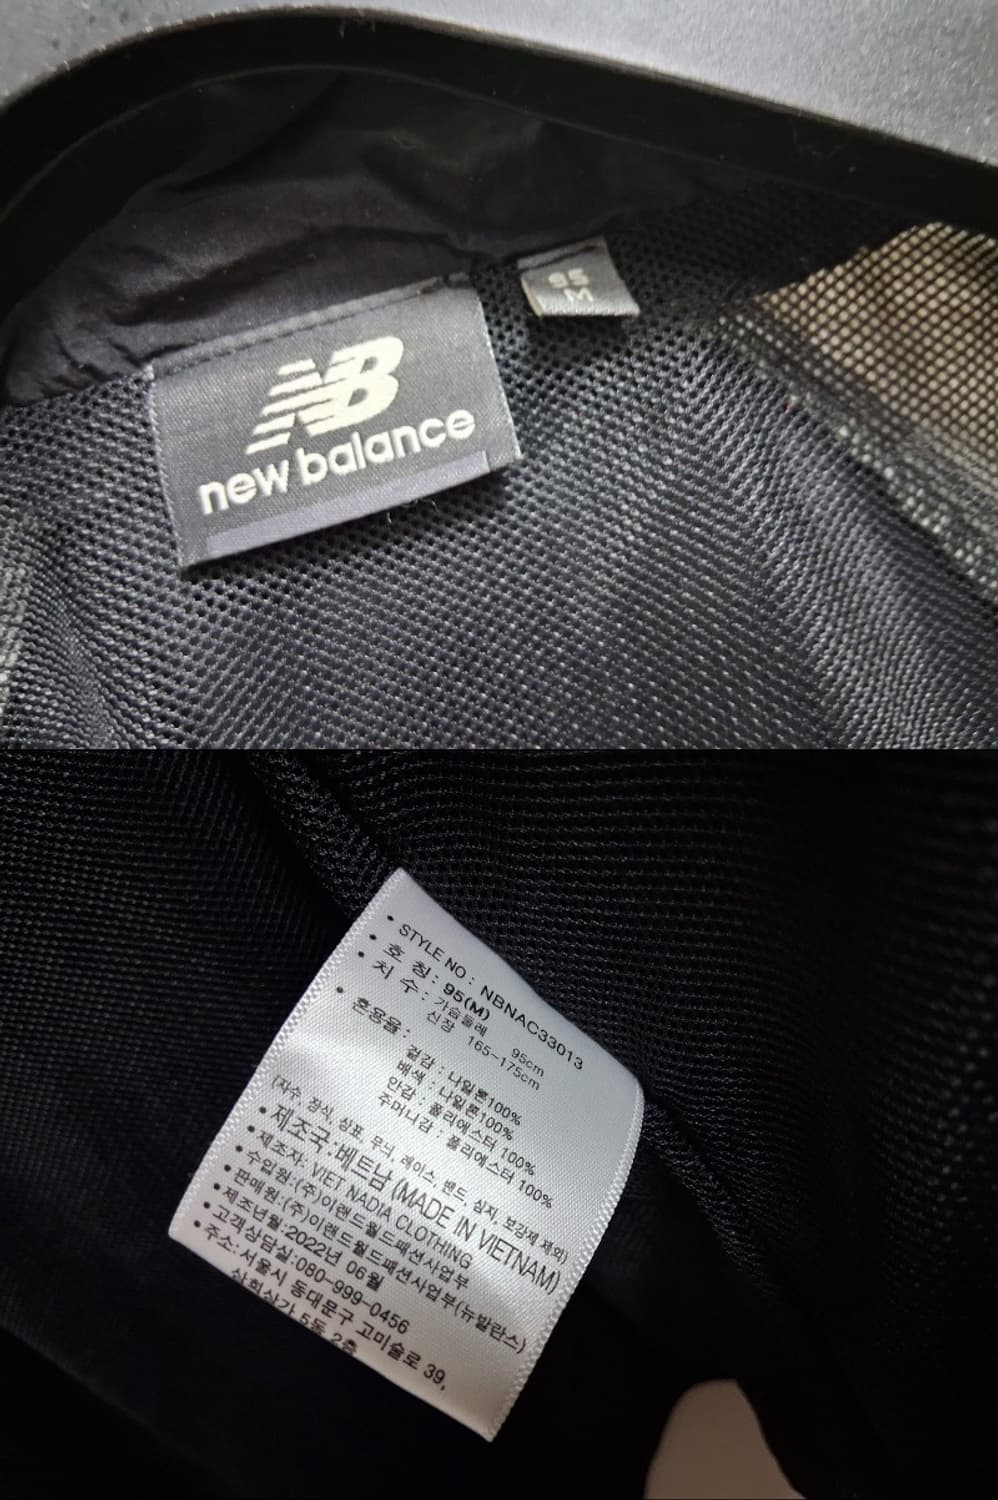 NB
new balance
95
M
• STYLE NO : NBNAC33013
• 호 칭 : 95(M)
• 치 수 : 가슴둘레 95cm
신장 165-175cm
• 혼용율 :
겉감 : 나일론100%
배색 : 나일론100%
안감 : 폴리에스터 100%
주머니감 : 폴리에스터 100%
(자수, 장식, 상표, 무늬, 레이스, 밴드, 심지, 보강재 제외)
• 제조국:베트남 (MADE IN VIETNAM)
• 제조자: VIET NADIA CLOTHING
• 수입원:(주)이랜드월드패션사업부
• 판매원:(주)이랜드월드패션사업부(뉴발란스)
• 제조년월:2022년 06월
• 고객상담실:080-999-0456
• 주소: 서울시 동대문구 고미술로 39,
상희상가 5동 2층